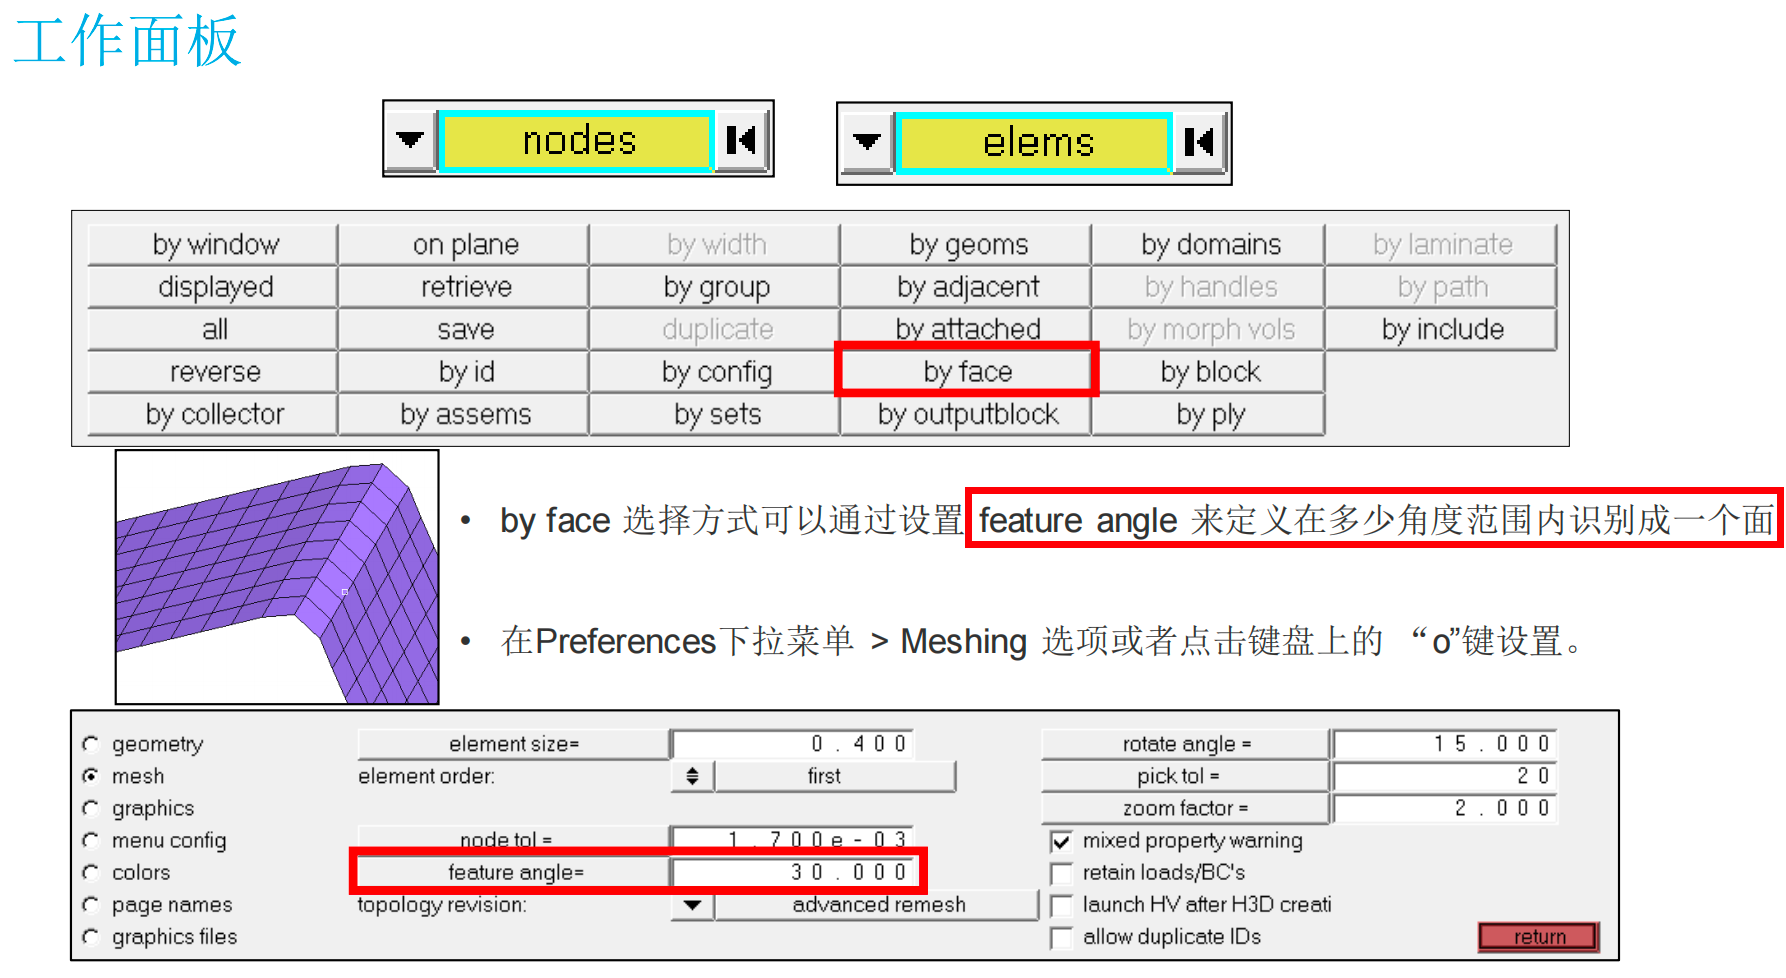 工作面板
nodes elems
by window on plane by width by geoms by domains by laminate
displayed retrieve by group by adjacent by handles by path
all save duplicate by attached by morph vols by include
reverse by id by config by face by block
by collector by assems by sets by outputblock by ply
• by face 选择方式可以通过设置 feature angle 来定义在多少角度范围内识别成一个面
• 在Preferences下拉菜单 > Meshing 选项或者点击键盘上的 “o”键设置。
geometry element size= 0.400 rotate angle = 15.000
mesh element order: first pick tol = 20
graphics zoom factor = 2.000
menu config node tol = 1.700e-03 mixed property warning
colors feature angle= 30.000 retain loads/BC's
page names topology revision: advanced remesh launch HV after H3D creati
graphics files allow duplicate IDs return